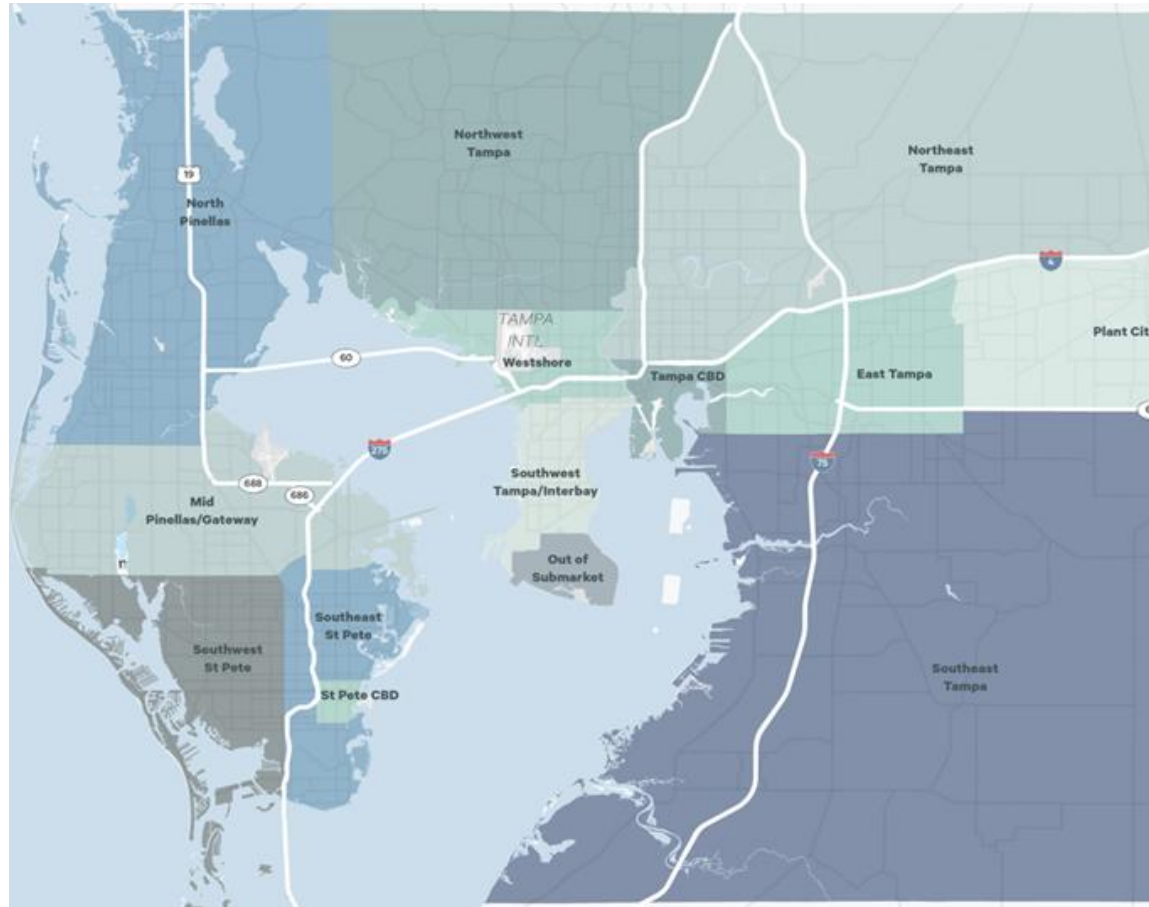 Northwest
Tampa
Northeast
Tampa
19
North
Pinellas
4
TAMPA
INTL
Westshore
60
Plant Cit
Tampa CBD
East Tampa
6
275
75
688
686
Southwest
Tampa/Interbay
Mid
Pinellas/Gateway
Out of
Submarket
Southeast
St Pete
Southwest
St Pete
St Pete CBD
Southeast
Tampa